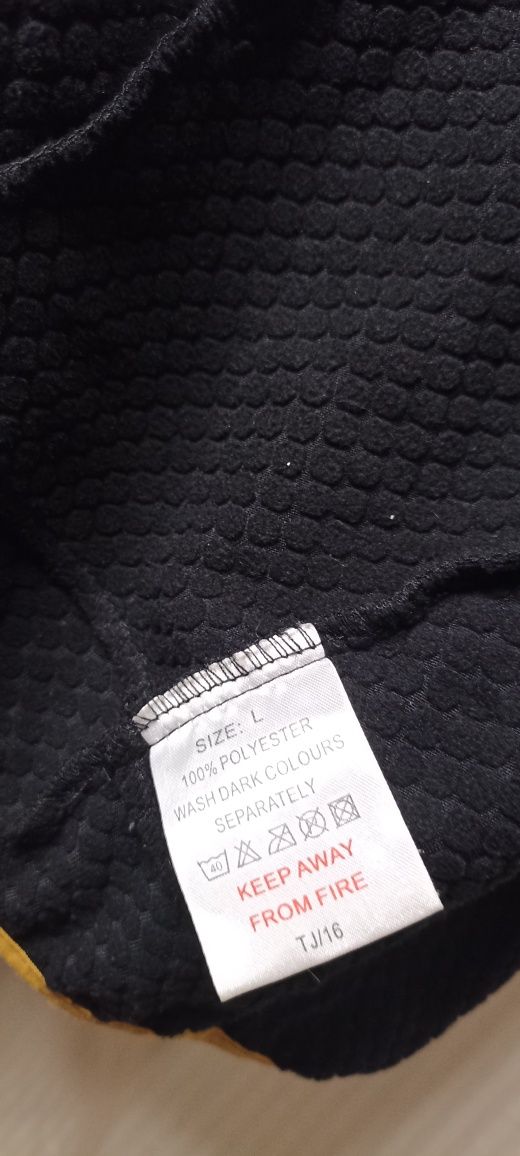 SIZE: L
100% POLYESTER
WASH DARK COLOURS
SEPARATELY
40
KEEP AWAY
FROM FIRE
TJ/16